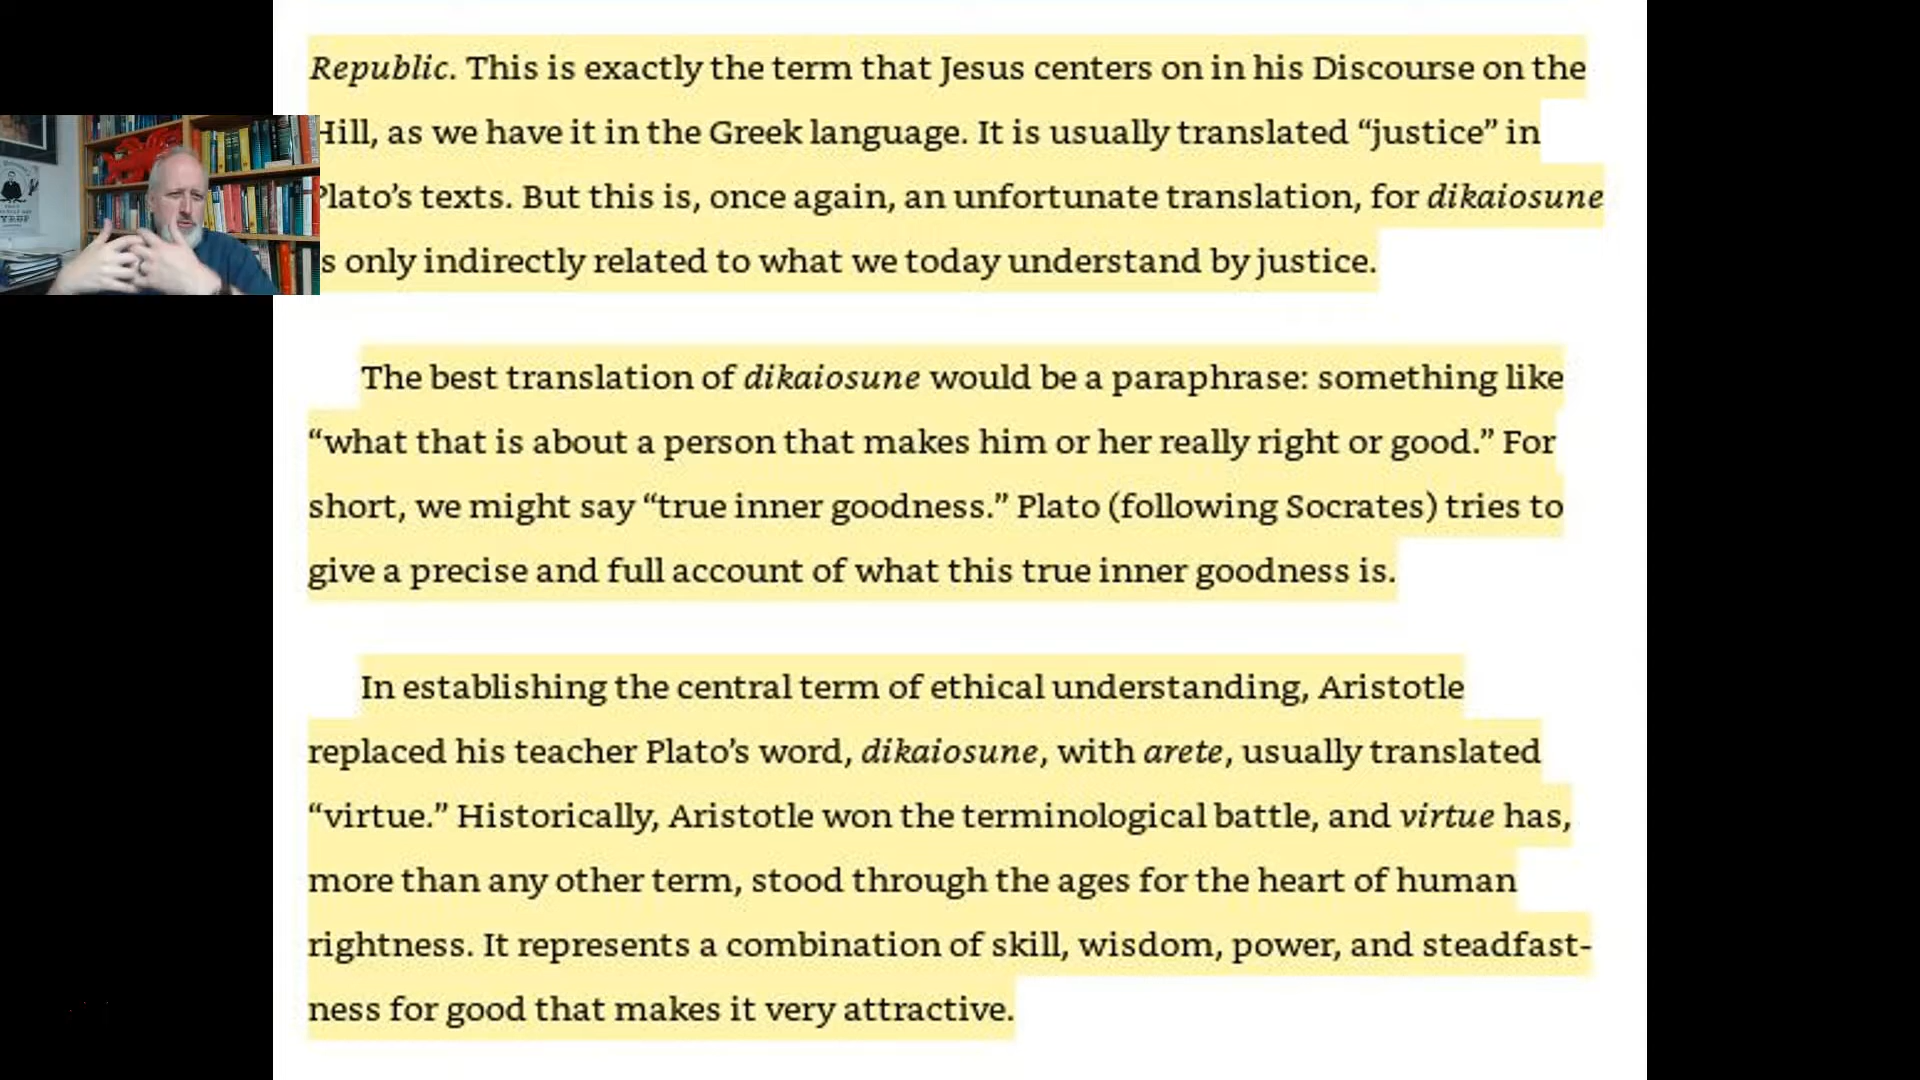 Republic. This is exactly the term that Jesus centers on in his Discourse on the
Hill, as we have it in the Greek language. It is usually translated “justice” in
Plato’s texts. But this is, once again, an unfortunate translation, for dikaiosune
s only indirectly related to what we today understand by justice.
The best translation of dikaiosune would be a paraphrase: something like
“what that is about a person that makes him or her really right or good.” For
short, we might say “true inner goodness.” Plato (following Socrates) tries to
give a precise and full account of what this true inner goodness is.
In establishing the central term of ethical understanding, Aristotle
replaced his teacher Plato’s word, dikaiosune, with arete, usually translated
“virtue.” Historically, Aristotle won the terminological battle, and virtue has,
more than any other term, stood through the ages for the heart of human
rightness. It represents a combination of skill, wisdom, power, and steadfast-
ness for good that makes it very attractive.